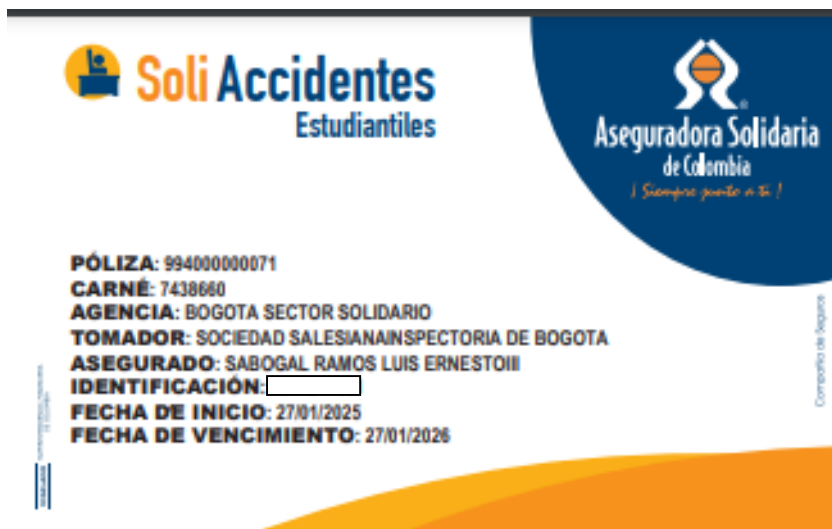 Soli Accidentes
Estudiantiles
Aseguradora Solidaria
de Colombia
¡ Siempre junto a ti !
PÓLIZA: 994000000071
CARNÉ: 7438660
AGENCIA: BOGOTA SECTOR SOLIDARIO
TOMADOR: SOCIEDAD SALESIANAINSPECTORIA DE BOGOTA
ASEGURADO: SABOGAL RAMOS LUIS ERNESTOIII
IDENTIFICACIÓN:
FECHA DE INICIO: 27/01/2025
FECHA DE VENCIMIENTO: 27/01/2026
Compañía de Seguros